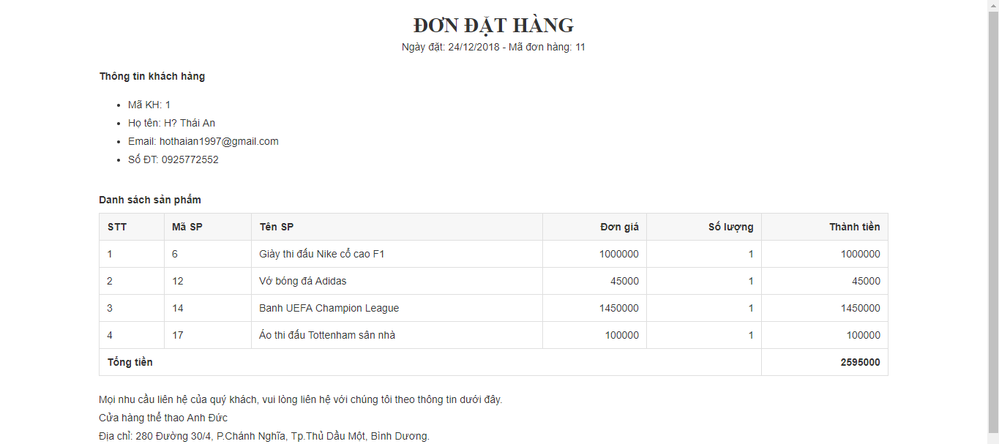 ĐƠN ĐẶT HÀNG
Ngày đặt: 24/12/2018 - Mã đơn hàng: 11
Thông tin khách hàng
Mã KH: 1
Họ tên: H? Thái An
Email: hothaian1997@gmail.com
Số ĐT: 0925772552
Danh sách sản phẩm
STT Mã SP Tên SP Đơn giá Số lượng Thành tiền
1 6 Giày thi đấu Nike cổ cao F1 1000000 1 1000000
2 12 Vớ bóng đá Adidas 45000 1 45000
3 14 Banh UEFA Champion League 1450000 1 1450000
4 17 Áo thi đấu Tottenham sân nhà 100000 1 100000
Tổng tiền 2595000
Mọi nhu cầu liên hệ của quý khách, vui lòng liên hệ với chúng tôi theo thông tin dưới đây.
Cửa hàng thể thao Anh Đức
Địa chỉ: 280 Đường 30/4, P.Chánh Nghĩa, Tp.Thủ Dầu Một, Bình Dương.